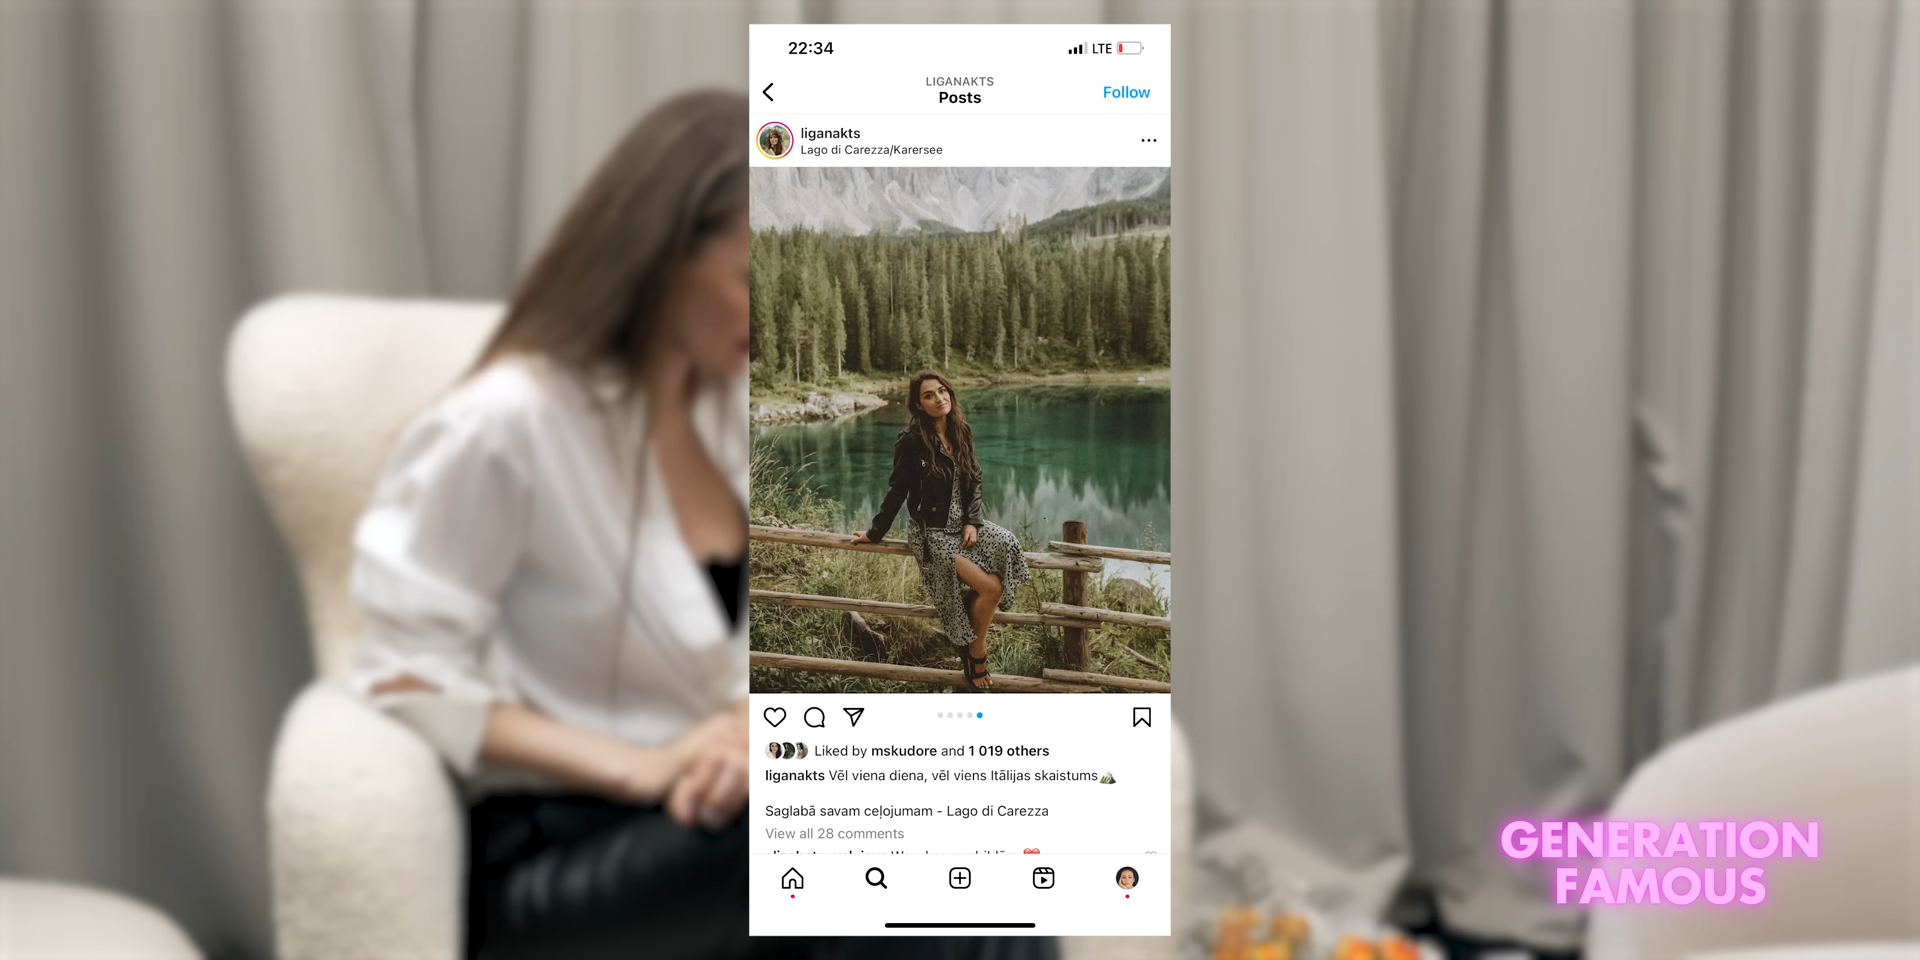 22:34
LTE
LIGANAKTS
Posts
Follow
liganakts
Lago di Carezza/Karersee
Liked by mskudore and 1 019 others
liganakts Vēl viena diena, vēl viens Itālijas skaistums
Saglabā savam ceļojumam - Lago di Carezza
View all 28 comments
GENERATION
FAMOUS